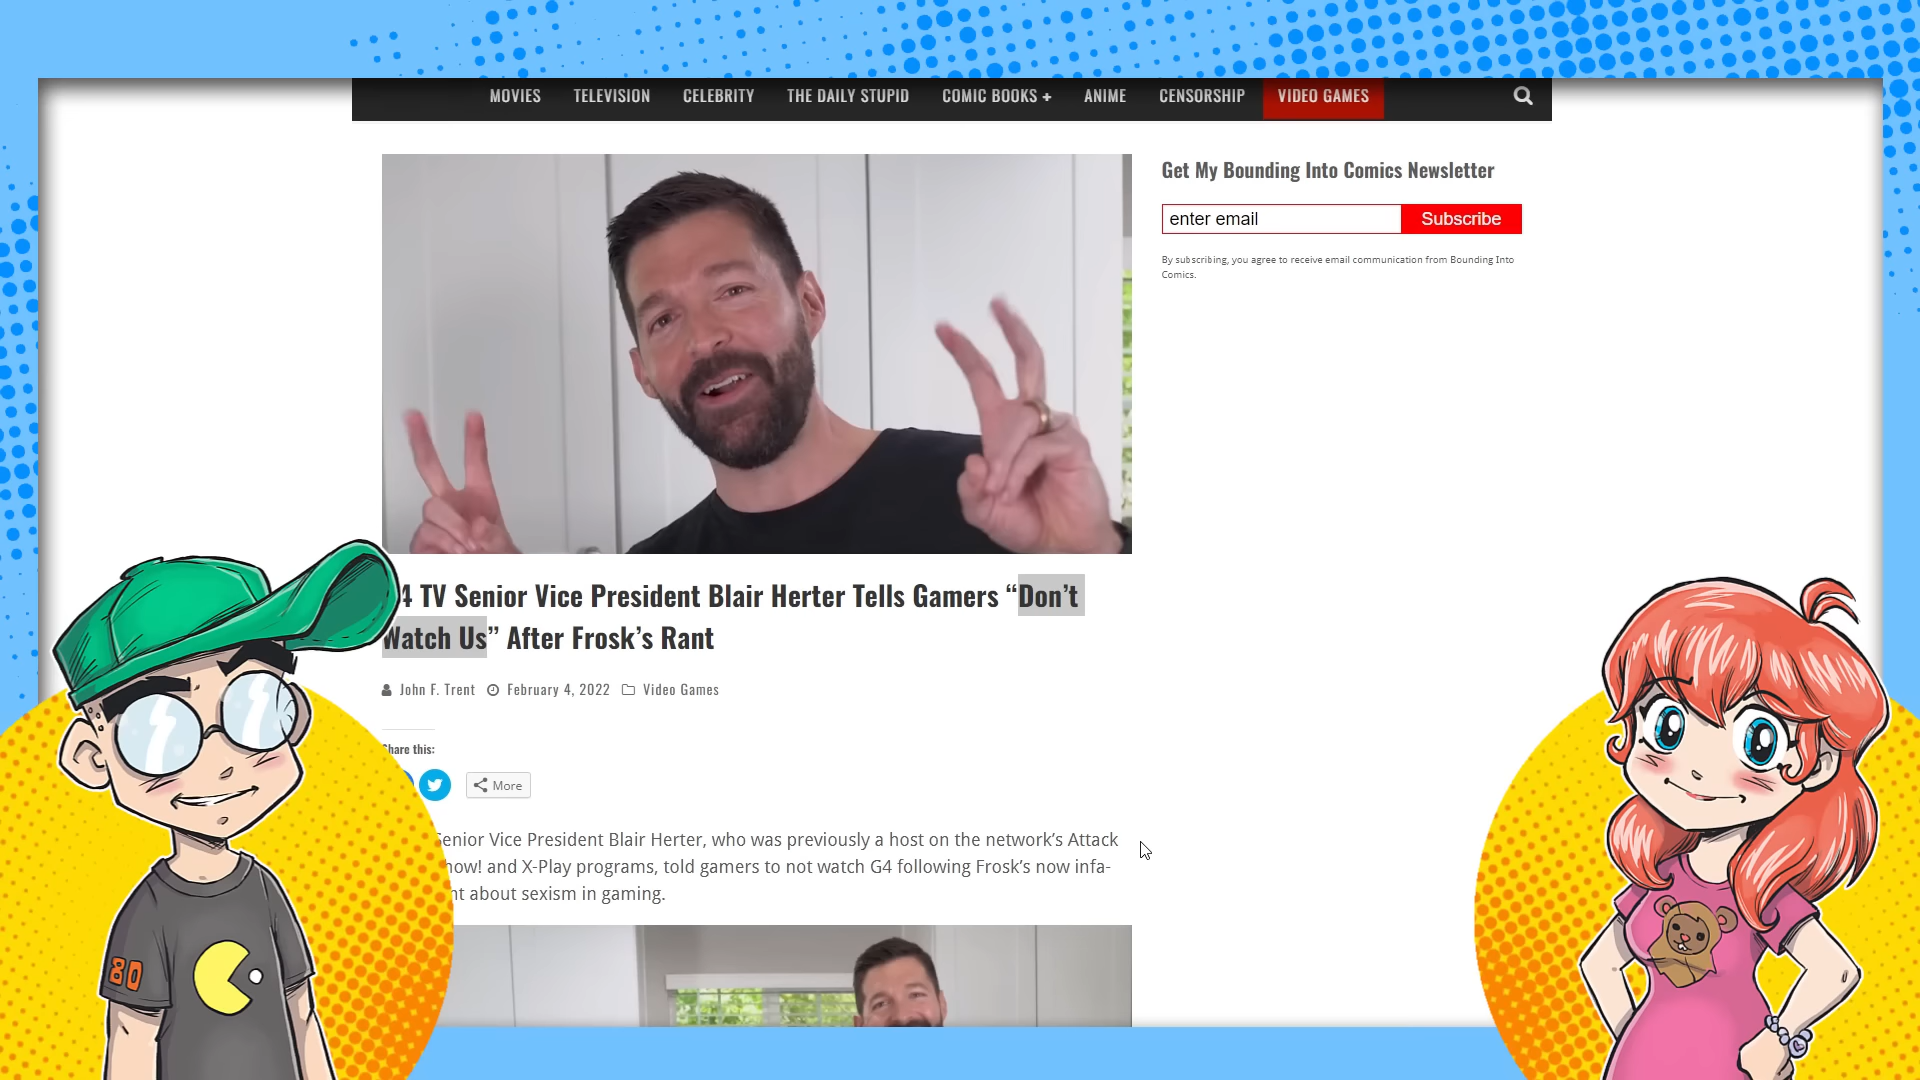 MOVIES TELEVISION CELEBRITY THE DAILY STUPID COMIC BOOKS + ANIME CENSORSHIP VIDEO GAMES
Get My Bounding Into Comics Newsletter
enter email Subscribe
By subscribing, you agree to receive email communication from Bounding Into
Comics.
4 TV Senior Vice President Blair Herter Tells Gamers “Don’t
Watch Us” After Frosk’s Rant
John F. Trent February 4, 2022 Video Games
Share this:
More
Senior Vice President Blair Herter, who was previously a host on the network’s Attack
how! and X-Play programs, told gamers to not watch G4 following Frosk’s now infa-
nt about sexism in gaming.
80